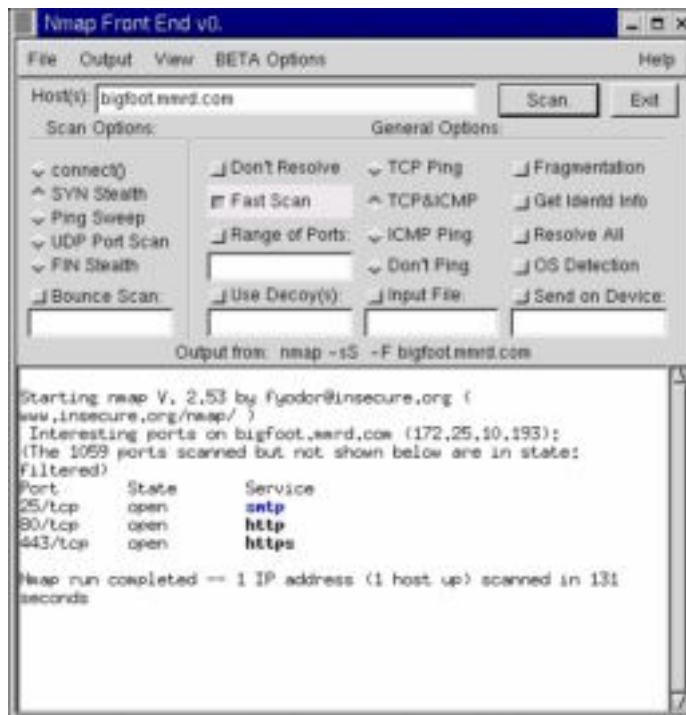 Nmap Front End v0.
File Output View BETA Options Help
Host(s): bigfoot.mmrd.com Scan. Exit
Scan Options: General Options:
connect() Don't Resolve TCP Ping Fragmentation
SYN Stealth Fast Scan TCP&ICMP Get Identd Info
Ping Sweep Range of Ports: ICMP Ping Resolve All
UDP Port Scan Don't Ping OS Detection
FIN Stealth
Bounce Scan: Use Decoy(s): Input File: Send on Device:
Output from: nmap -sS -F bigfoot.mmrd.com
Starting nmap V. 2.53 by fyodor@insecure.org (
www.insecure.org/nmap/ )
Interesting ports on bigfoot.mmrd.com (172.25.10.193):
(The 1059 ports scanned but not shown below are in state:
filtered)
Port State Service
25/tcp open smtp
80/tcp open http
443/tcp open https
Nmap run completed -- 1 IP address (1 host up) scanned in 131
seconds